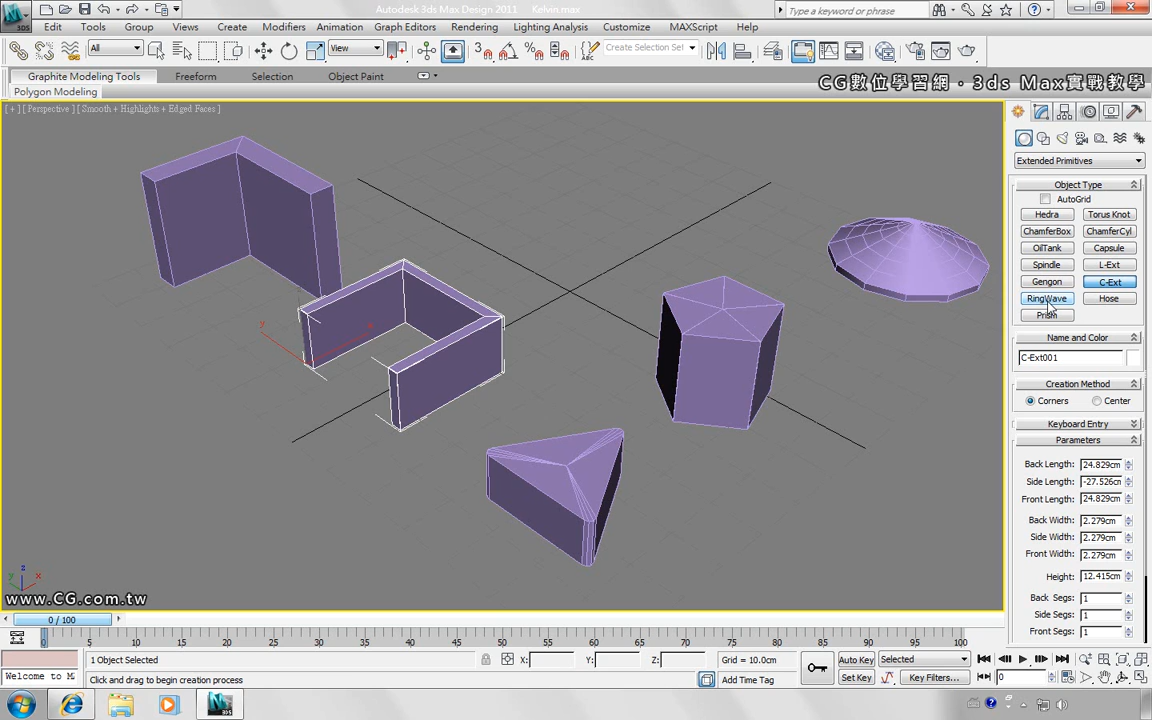 Autodesk 3ds Max Design 2011 Kelvin.max
Type a keyword or phrase
Edit Tools Group Views Create Modifiers Animation Graph Editors Rendering Lighting Analysis Customize MAXScript Help
All View Create Selection Set
Graphite Modeling Tools Freeform Selection Object Paint
Polygon Modeling
CG數位學習網・3ds Max實戰教學
[ + ] [ Perspective ] [ Smooth + Highlights + Edged Faces ]
Extended Primitives
Object Type
AutoGrid
Hedra Torus Knot
ChamferBox ChamferCyl
OilTank Capsule
Spindle L-Ext
Gengon C-Ext
RingWave Hose
Prism
Name and Color
C-Ext001
Creation Method
Corners Center
Keyboard Entry
Parameters
Back Length: 24.829cm
Side Length: -27.526cm
Front Length: 24.829cm
Back Width: 2.279cm
Side Width: 2.279cm
Front Width: 2.279cm
Height: 12.415cm
Back Segs: 1
Side Segs: 1
Front Segs: 1
y x
z
y x
www.CG.com.tw
0 / 100
0 5 10 15 20 25 30 35 40 45 50 55 60 65 70 75 80 85 90 95 100
1 Object Selected X: Y: Z: Grid = 10.0cm Auto Key Selected
Welcome to M Click and drag to begin creation process Add Time Tag Set Key Key Filters... 0